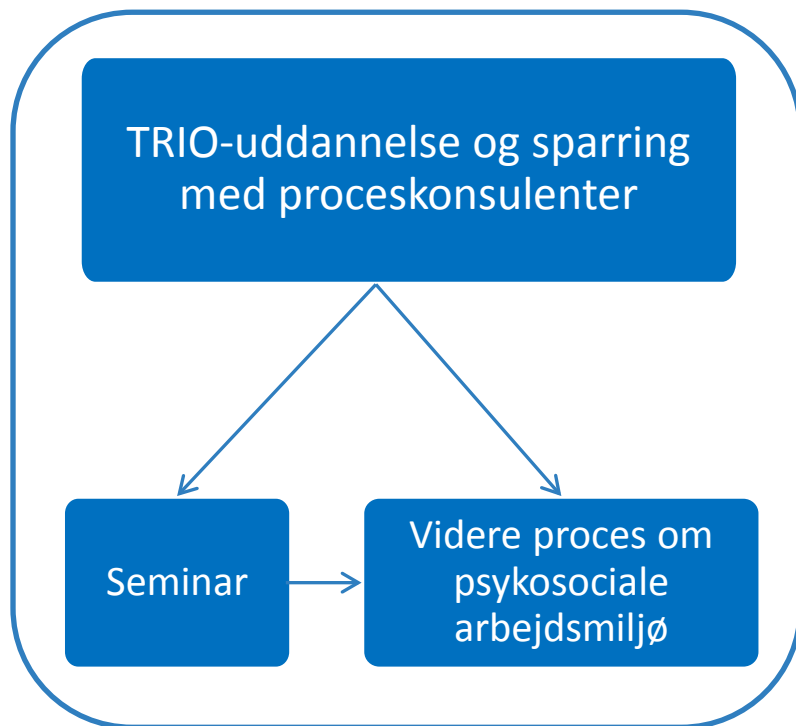 TRIO-uddannelse og sparring
med proceskonsulenter
Seminar
Videre proces om
psykosociale
arbejdsmiljø